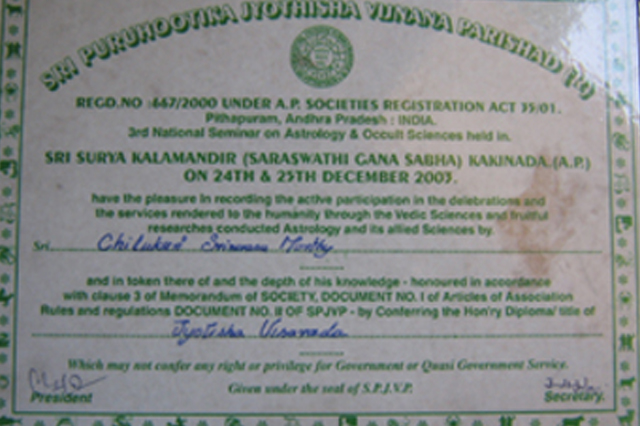 SRI PURUHOOTIKA JYOTHISHA VIJNANA PARISHAD
REGD.NO :667/2000 UNDER A.P. SOCIETIES REGISTRATION ACT 35/01.
Pithapuram, Andhra Pradesh : INDIA.
3rd National Seminar on Astrology & Occult Sciences held in.
SRI SURYA KALAMANDIR (SARASWATHI GANA SABHA) KAKINADA.(A.P.)
ON 24TH & 25TH DECEMBER 2003.
have the pleasure in recording the active participation in the delebrations and
the services rendered to the humanity through the Vedic Sciences and fruitful
researches conducted Astrology and its allied Sciences by.
Sri. Chilukuri Srinivasa Murthy
and in token there of and the depth of his knowledge - honoured in accordance
with clause 3 of Memorandum of SOCIETY, DOCUMENT NO. I of Articles of Association
Rules and regulations DOCUMENT NO. II OF SPJVP - by Conferring the Hon'ry Diploma/ title of
Jyotisha Visarada
Which may not confer any right or privilege for Government or Quasi Government Service.
Given under the seal of S.P.J.V.P.
President
Secretary.